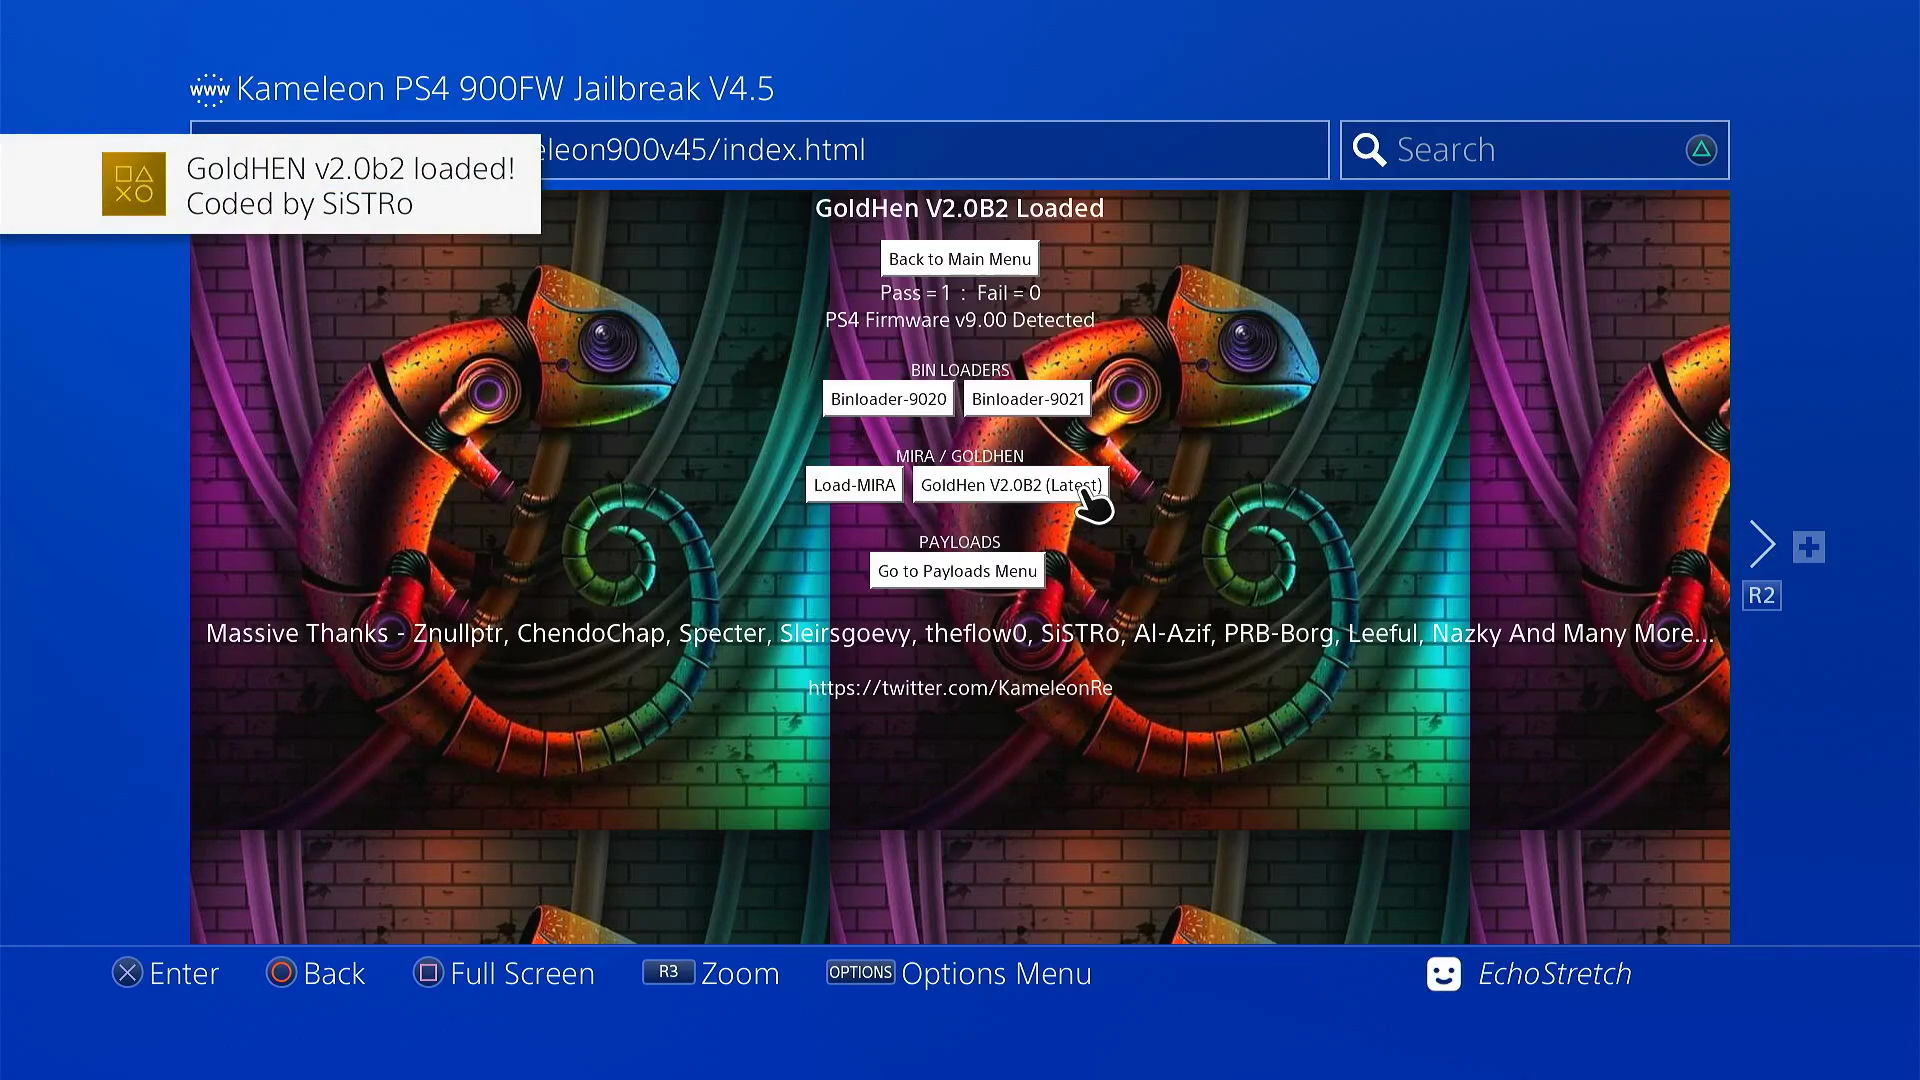 www Kameleon PS4 900FW Jailbreak V4.5
eleon900v45/index.html
Search
GoldHEN v2.0b2 loaded!
Coded by SiSTRo
GoldHen V2.0B2 Loaded
Back to Main Menu
Pass = 1 : Fail = 0
PS4 Firmware v9.00 Detected
BIN LOADERS
Binloader-9020 Binloader-9021
MIRA / GOLDHEN
Load-MIRA GoldHen V2.0B2 (Latest)
PAYLOADS
Go to Payloads Menu
R2
Massive Thanks - Znullptr, ChendoChap, Specter, Sleirsgoevy, theflow0, SiSTRo, Al-Azif, PRB-Borg, Leeful, Nazky And Many More...
https://twitter.com/KameleonRe
Enter Back Full Screen R3 Zoom OPTIONS Options Menu EchoStretch